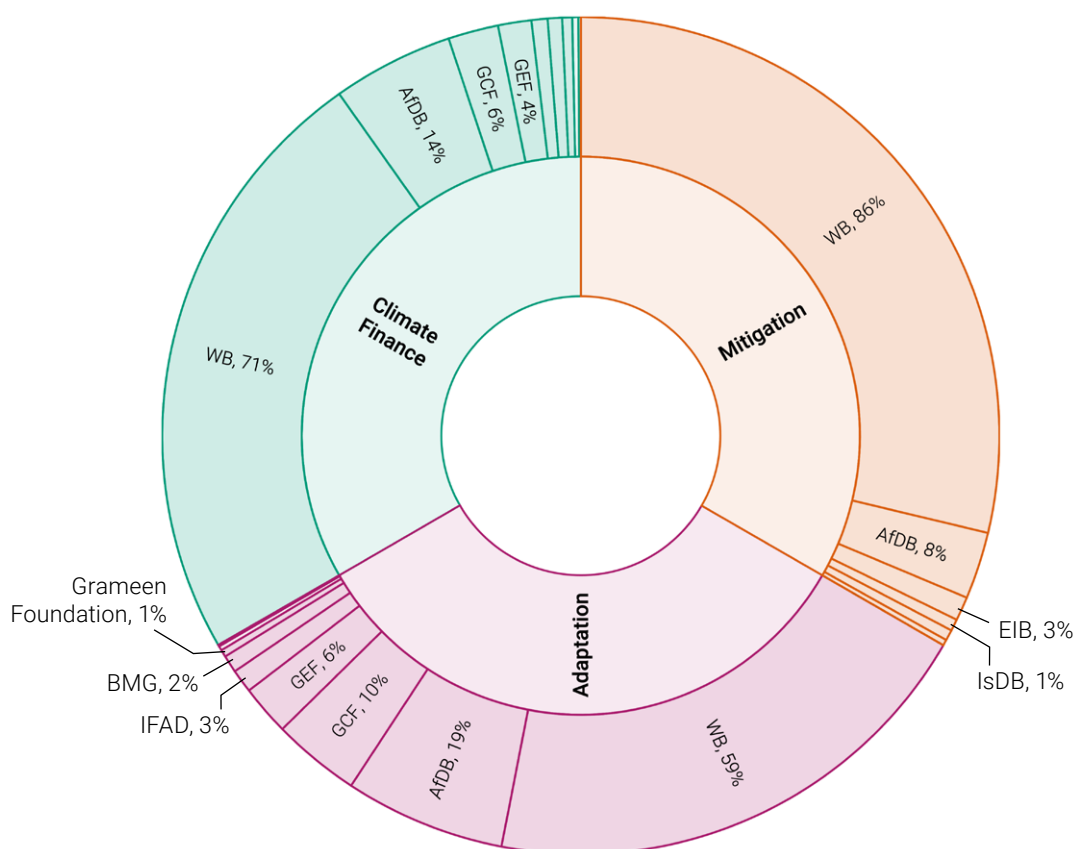 GEF, 4%
GCF, 6%
AfDB, 14%
WB, 71%
Climate
Finance
WB, 86%
Mitigation
AfDB, 8%
EIB, 3%
IsDB, 1%
Adaptation
WB, 59%
AfDB, 19%
GCF, 10%
GEF, 6%
IFAD, 3%
BMG, 2%
Grameen
Foundation, 1%